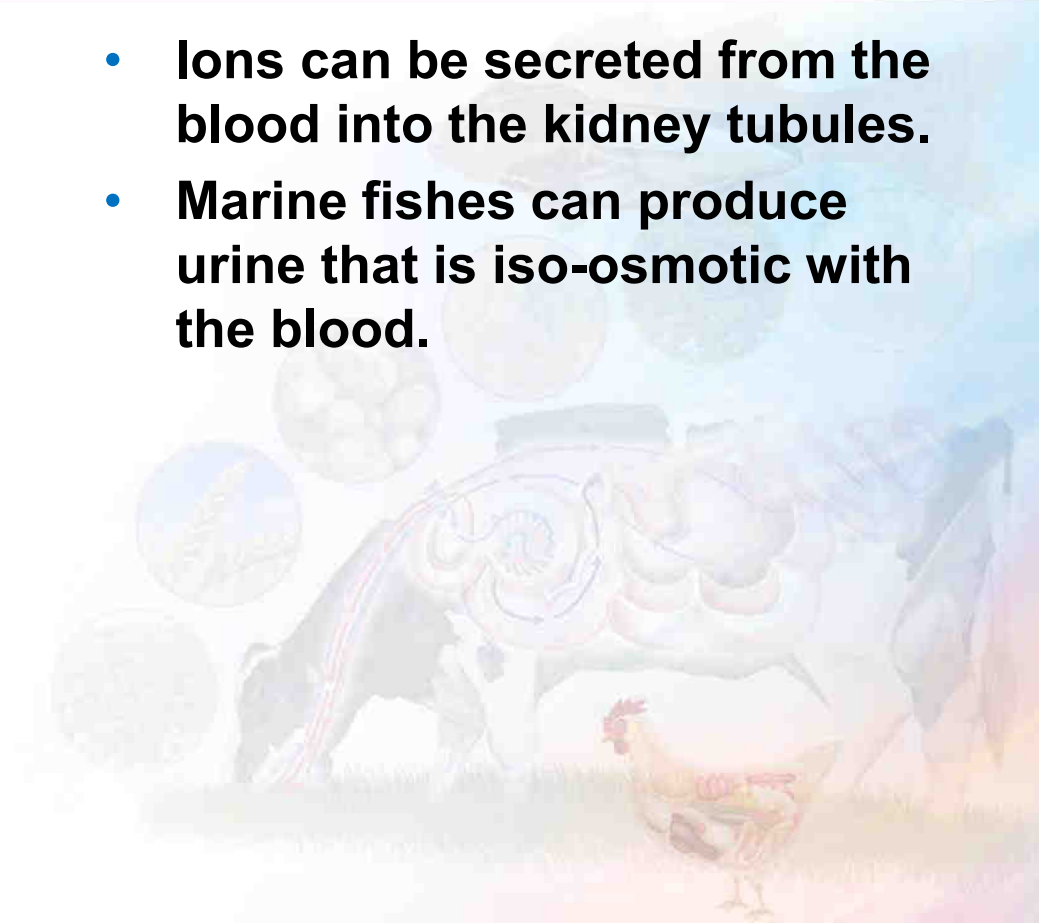 • Ions can be secreted from the
blood into the kidney tubules.
• Marine fishes can produce
urine that is iso-osmotic with
the blood.